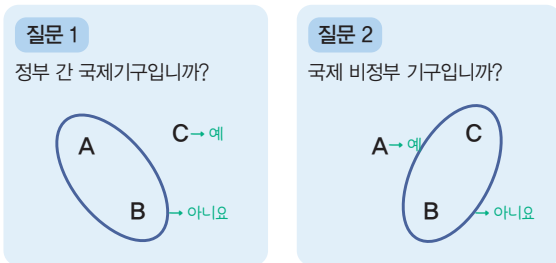 질문 1
정부 간 국제기구입니까?
A
C → 예
B → 아니요
질문 2
국제 비정부 기구입니까?
C
A → 예
B → 아니요